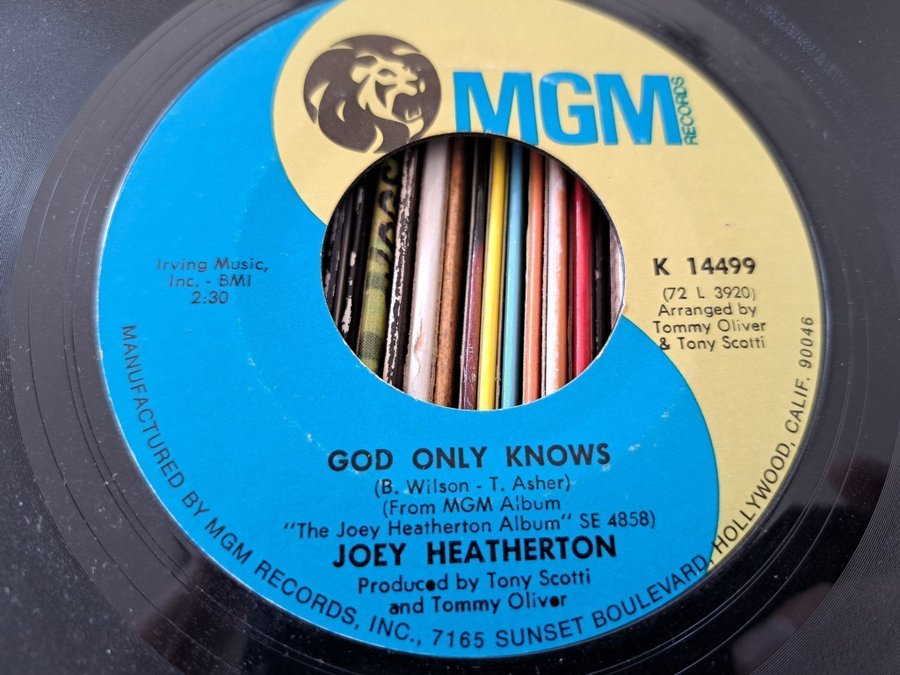 MGM
RECORDS
Irving Music,
Inc. - BMI
2:30
K 14499
(72 L 3920)
Arranged by
Tommy Oliver
& Tony Scotti
GOD ONLY KNOWS
(B. Wilson - T. Asher)
(From MGM Album
"The Joey Heatherton Album" SE 4858)
JOEY HEATHERTON
Produced by Tony Scotti
and Tommy Oliver
MANUFACTURED BY MGM RECORDS, INC., 7165 SUNSET BOULEVARD, HOLLYWOOD, CALIF. 90046